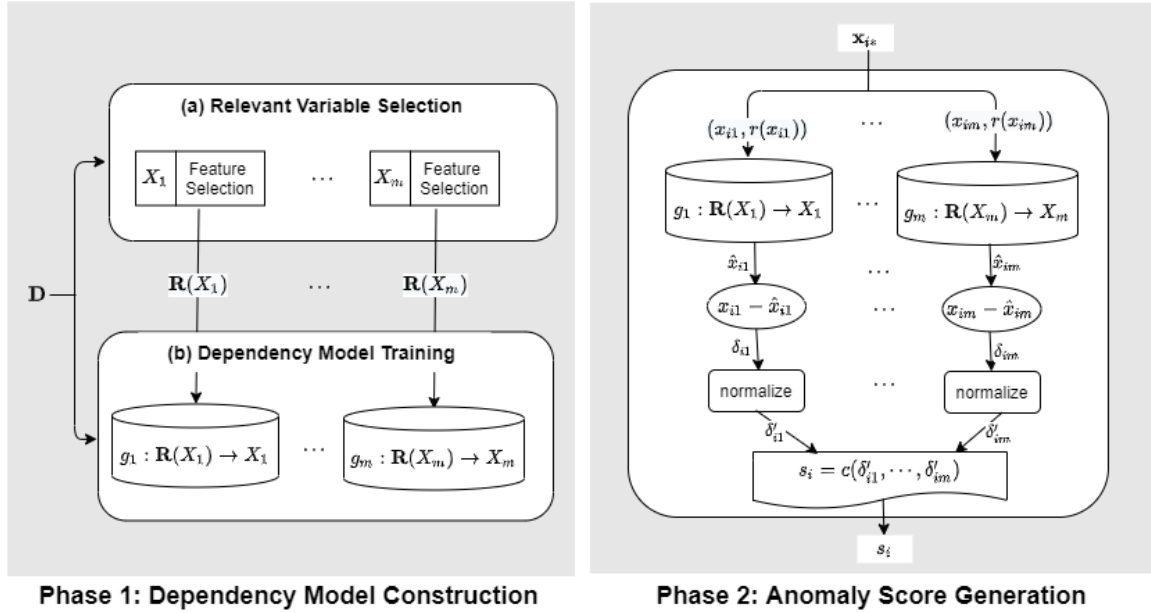 (a) Relevant Variable Selection
X₁ Feature Selection ⋯ Xₘ Feature Selection
D
R(X₁) ⋯ R(Xₘ)
(b) Dependency Model Training
g₁ : R(X₁) → X₁ ⋯ gₘ : R(Xₘ) → Xₘ
Phase 1: Dependency Model Construction
xᵢ*
(xᵢ₁, r(xᵢ₁)) ⋯ (xᵢₘ, r(xᵢₘ))
g₁ : R(X₁) → X₁ ⋯ gₘ : R(Xₘ) → Xₘ
x̂ᵢ₁ ⋯ x̂ᵢₘ
xᵢ₁ − x̂ᵢ₁ ⋯ xᵢₘ − x̂ᵢₘ
δᵢ₁ δᵢₘ
normalize ⋯ normalize
δ′ᵢ₁ δ′ᵢₘ
sᵢ = c(δ′ᵢ₁, ⋯ , δ′ᵢₘ)
sᵢ
Phase 2: Anomaly Score Generation